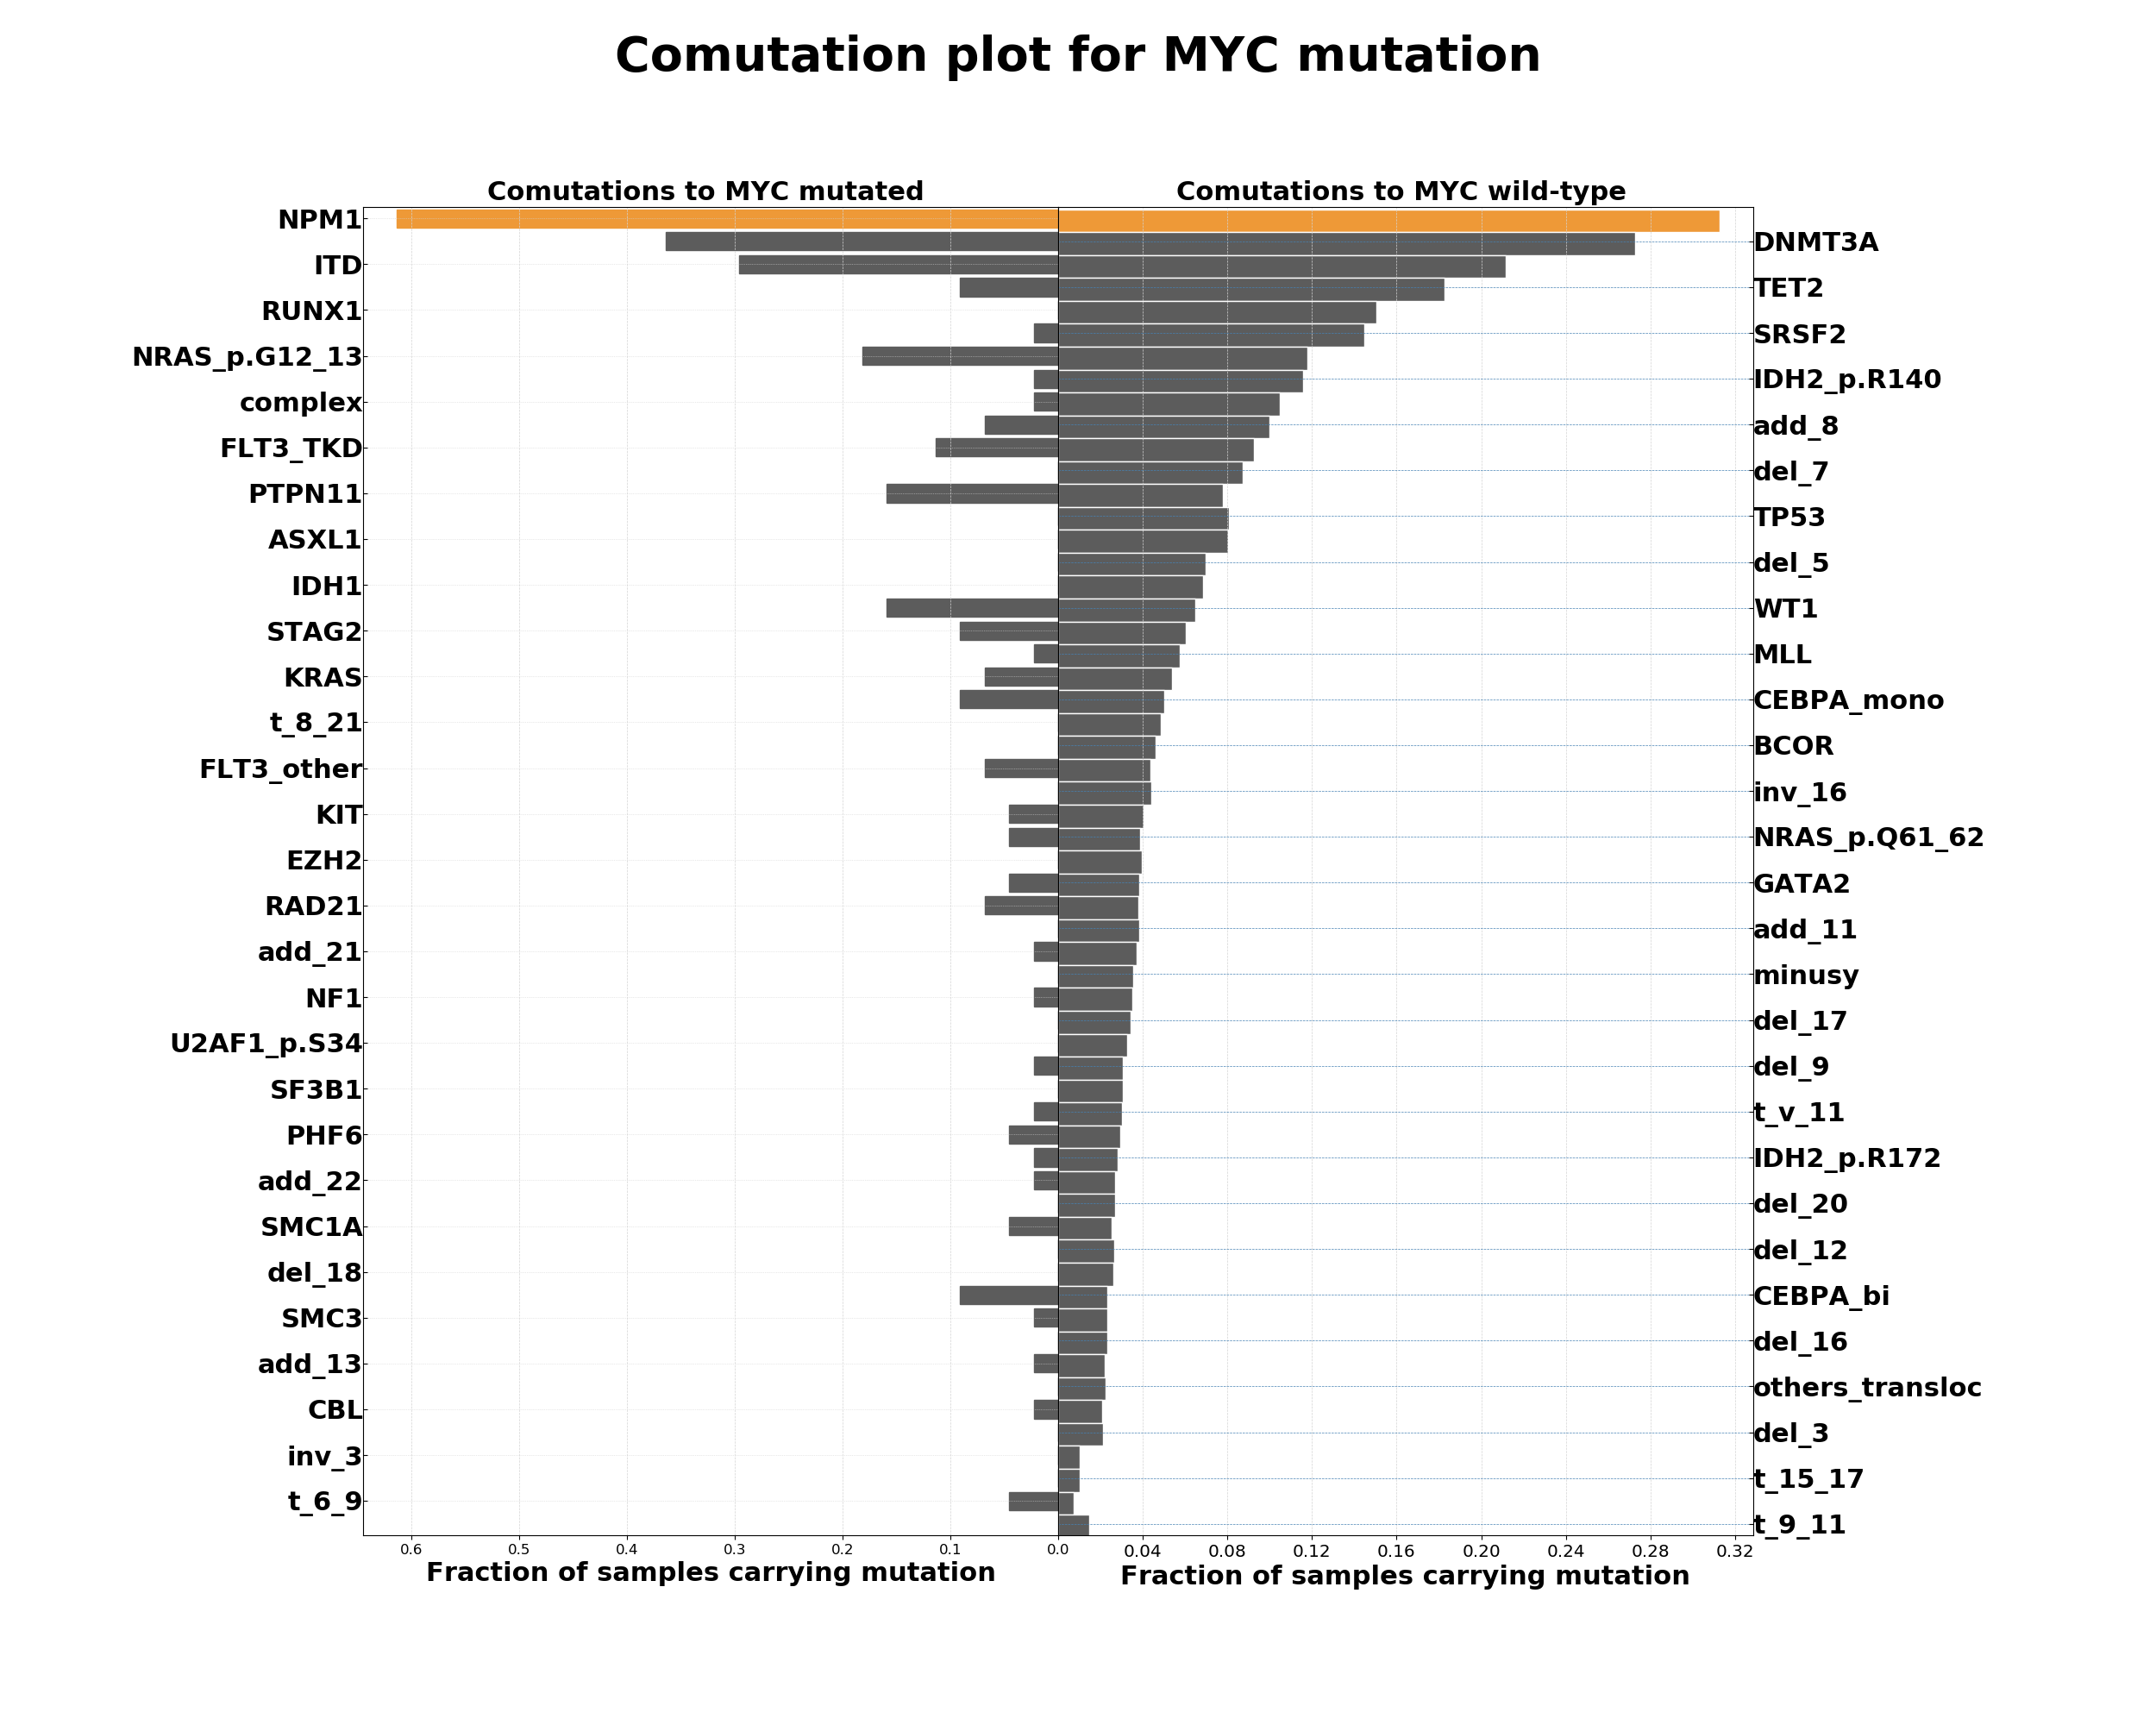 Comutation plot for MYC mutation
Comutations to MYC mutated
Comutations to MYC wild-type
NPM1
DNMT3A
ITD
TET2
RUNX1
SRSF2
NRAS_p.G12_13
IDH2_p.R140
complex
add_8
FLT3_TKD
del_7
PTPN11
TP53
ASXL1
del_5
IDH1
WT1
STAG2
MLL
KRAS
CEBPA_mono
t_8_21
BCOR
FLT3_other
inv_16
KIT
NRAS_p.Q61_62
EZH2
GATA2
RAD21
add_11
add_21
minusy
NF1
del_17
U2AF1_p.S34
del_9
SF3B1
t_v_11
PHF6
IDH2_p.R172
add_22
del_20
SMC1A
del_12
del_18
CEBPA_bi
SMC3
del_16
add_13
others_transloc
CBL
del_3
inv_3
t_15_17
t_6_9
t_9_11
0.6 0.5 0.4 0.3 0.2 0.1 0.0 0.04 0.08 0.12 0.16 0.20 0.24 0.28 0.32
Fraction of samples carrying mutation
Fraction of samples carrying mutation